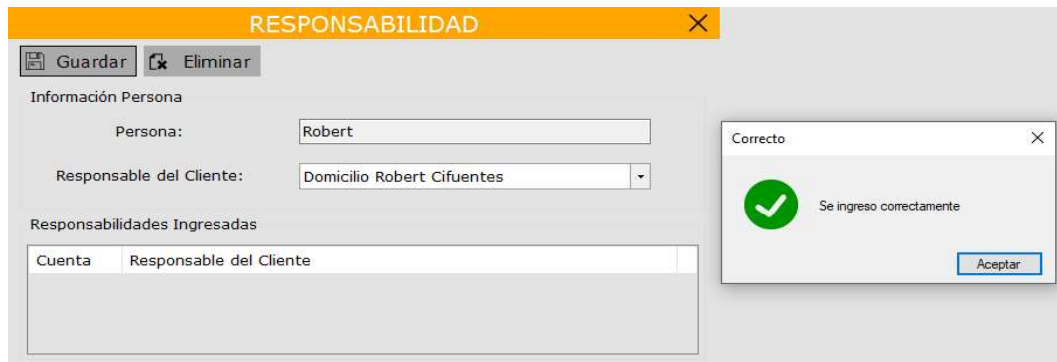 RESPONSABILIDAD
Guardar Eliminar
Información Persona
Persona: Robert
Responsable del Cliente: Domicilio Robert Cifuentes
Responsabilidades Ingresadas
Cuenta Responsable del Cliente
Correcto
Se ingreso correctamente
Aceptar